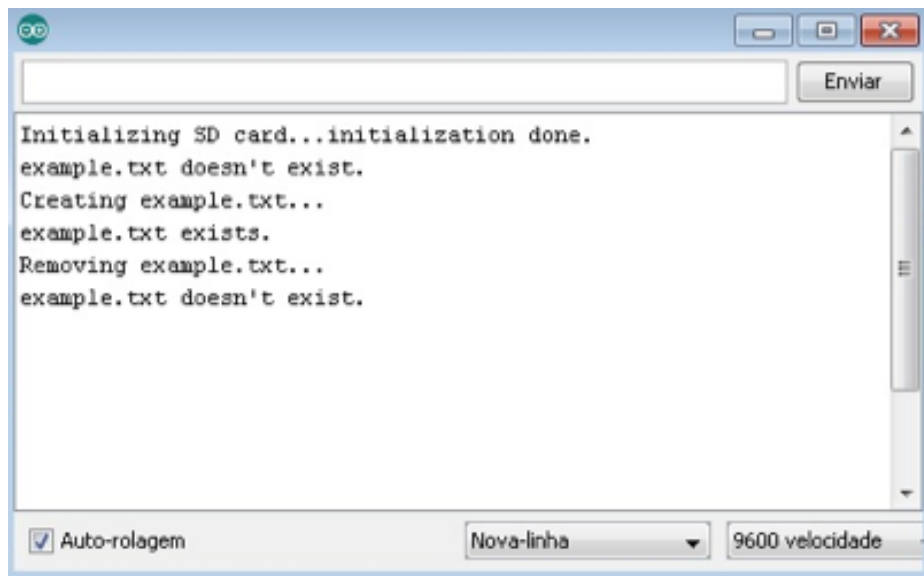 Enviar
Initializing SD card...initialization done.
example.txt doesn't exist.
Creating example.txt...
example.txt exists.
Removing example.txt...
example.txt doesn't exist.
Auto-rolagem
Nova-linha
9600 velocidade